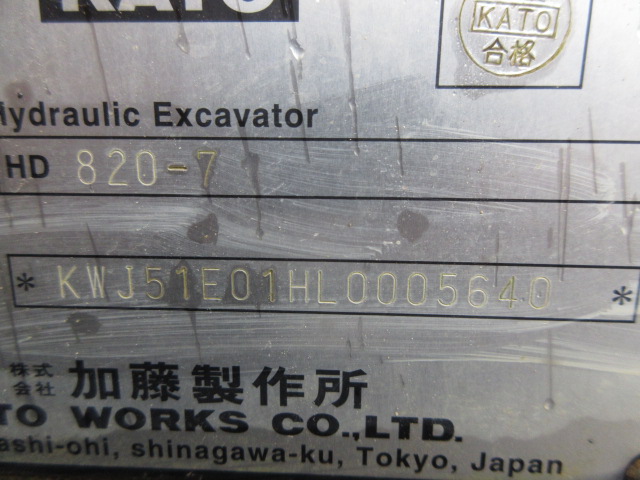 KATO
KATO
合格
Hydraulic Excavator
HD 820-7
* KWJ51E01HL0005640 *
株式会社 加藤製作所
TO WORKS CO.,LTD.
ashi-ohi, shinagawa-ku, Tokyo, Japan